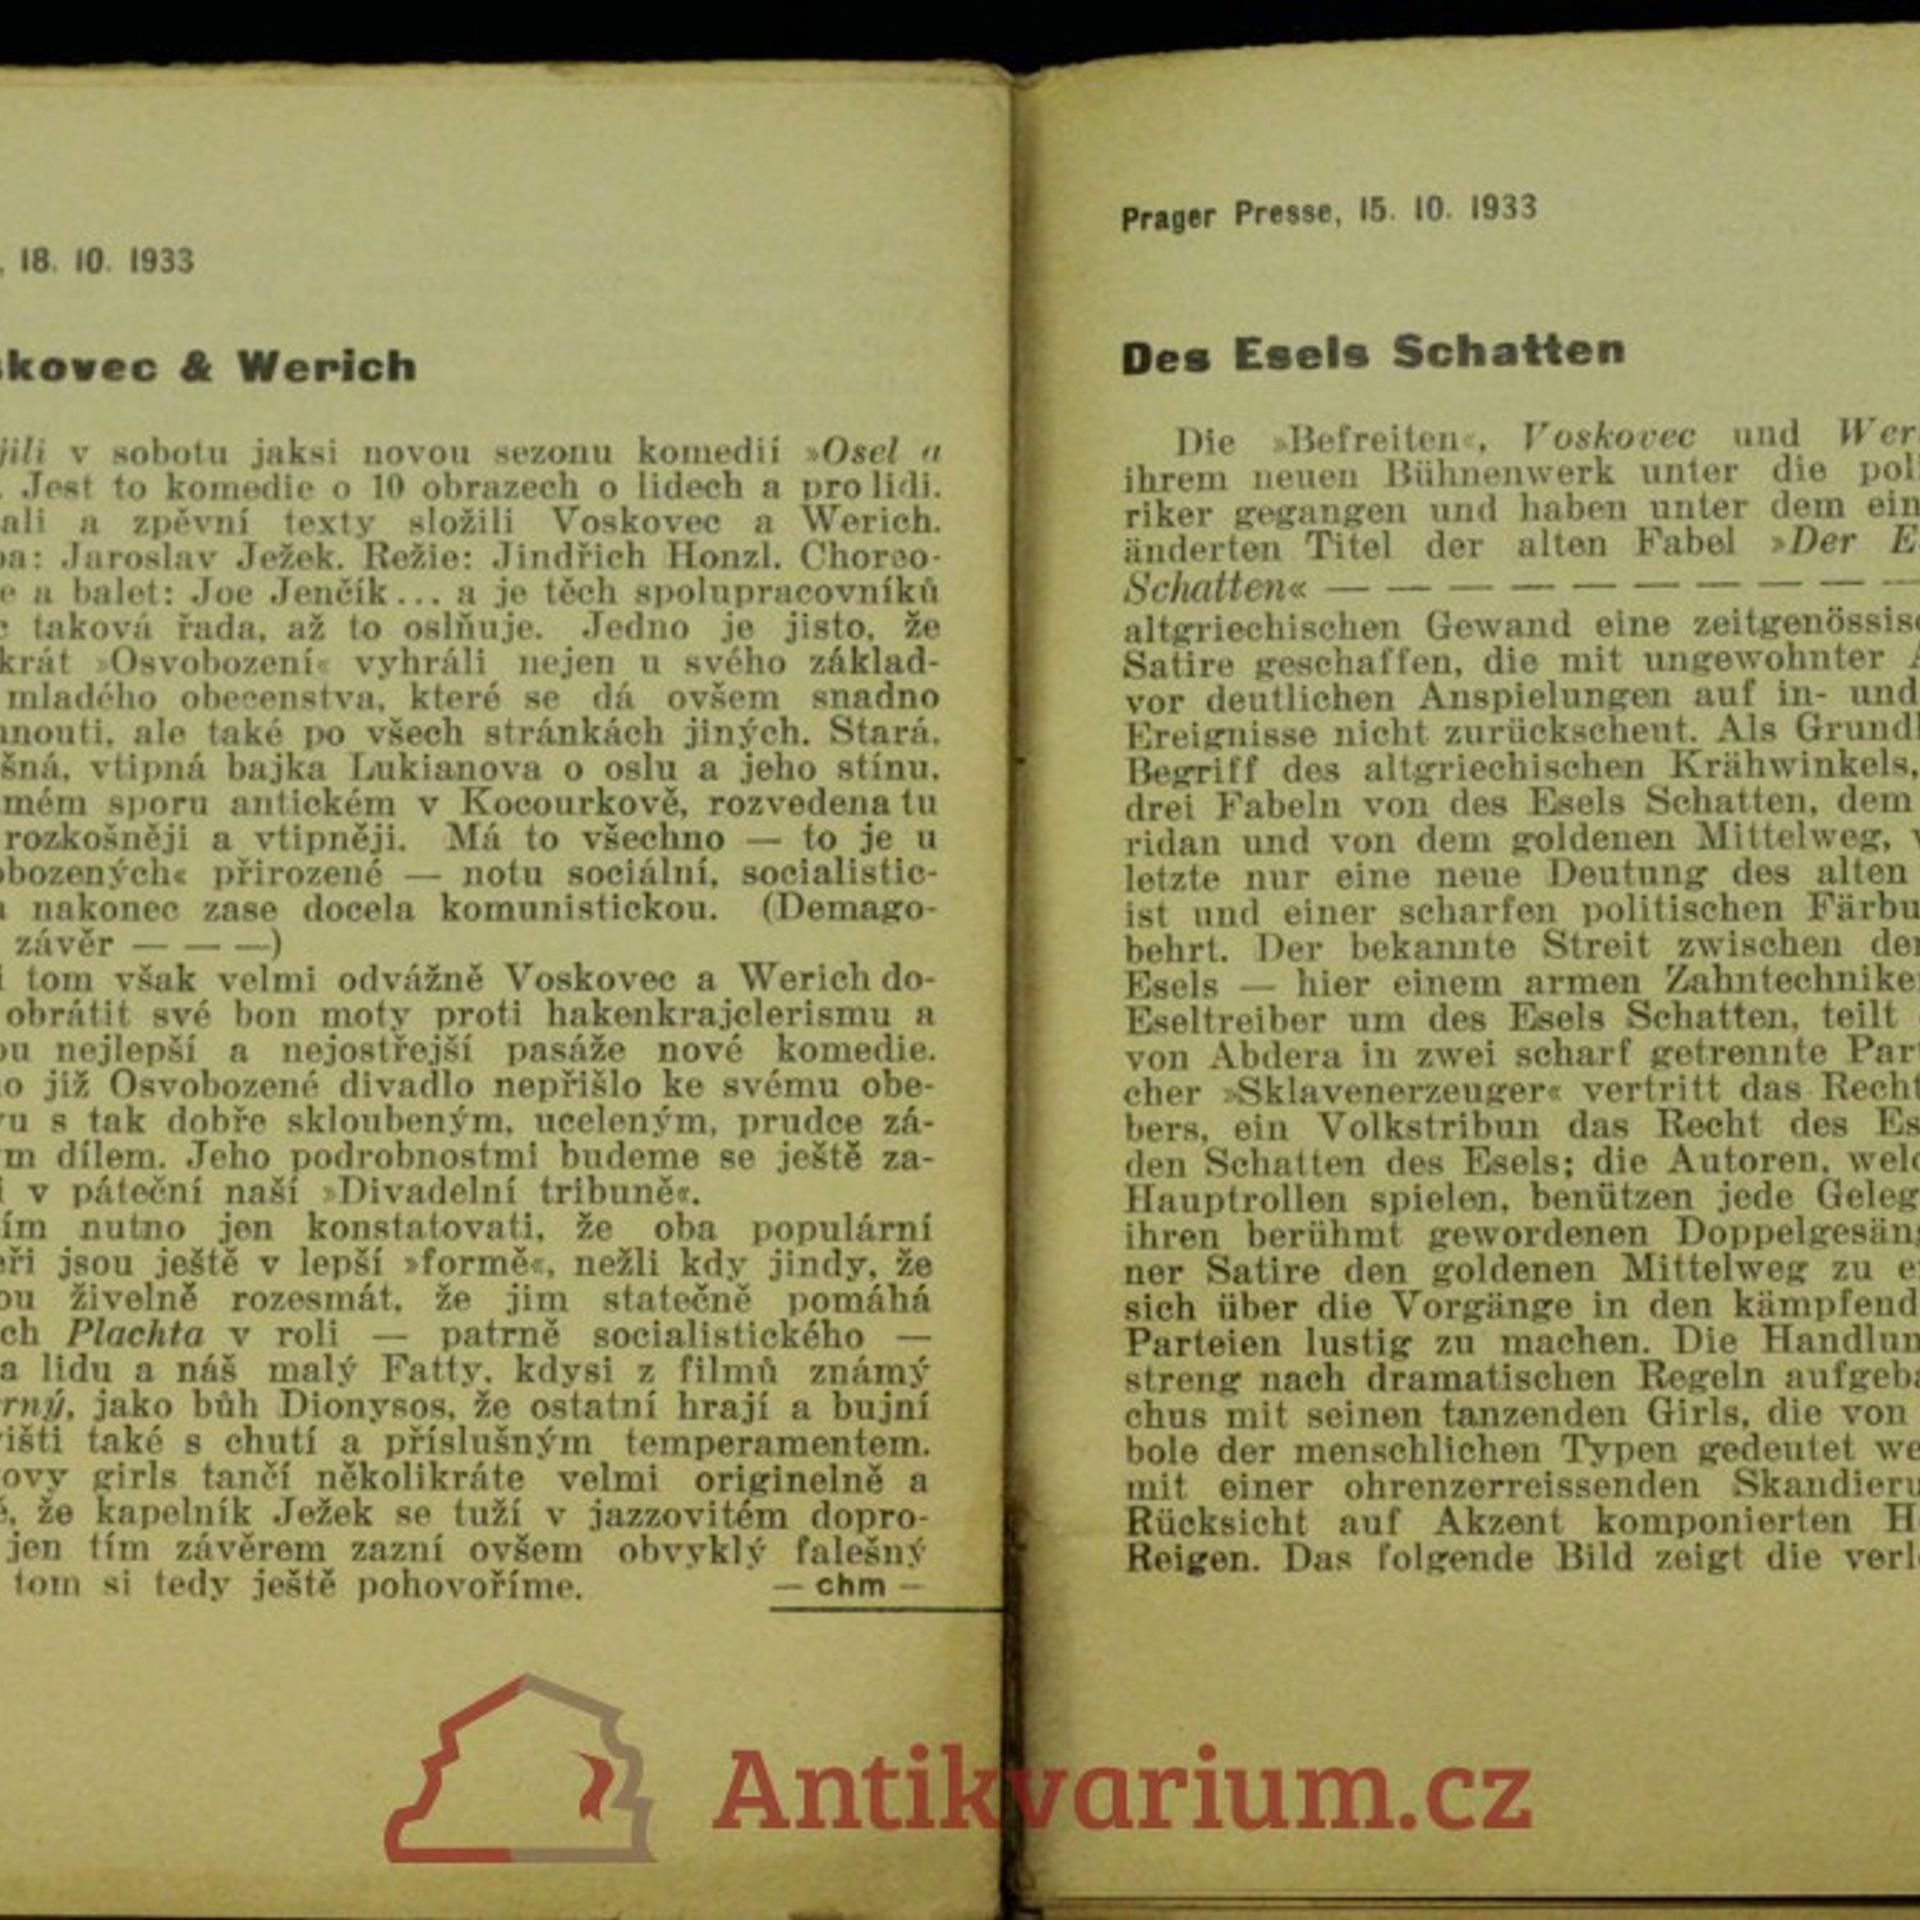 , 18. 10. 1933
skovec & Werich
jili v sobotu jaksi novou sezonu komedií »Osel a
. Jest to komedie o 10 obrazech o lidech a pro lidi.
ali a zpěvní texty složili Voskovec a Werich.
ba: Jaroslav Ježek. Režie: Jindřich Honzl. Choreo-
e a balet: Joe Jenčík... a je těch spolupracovníků
c taková řada, až to oslňuje. Jedno je jisto, že
krát »Osvobození« vyhráli nejen u svého základ-
mladého obecenstva, které se dá ovšem snadno
hnouti, ale také po všech stránkách jiných. Stará,
šná, vtipná bajka Lukianova o oslu a jeho stínu,
mém sporu antickém v Kocourkově, rozvedena tu
rozkošněji a vtipněji. Má to všechno — to je u
obozených« přirozené — notu sociální, socialistic-
nakonec zase docela komunistickou. (Demago-
závěr — — —)
i tom však velmi odvážně Voskovec a Werich do-
obrátit své bon moty proti hakenkrajclerismu a
ou nejlepší a nejostřejší pasáže nové komedie.
o již Osvobozené divadlo nepřišlo ke svému obe-
vu s tak dobře skloubeným, uceleným, prudce zá-
ým dílem. Jeho podrobnostmi budeme se ještě za-
i v páteční naší »Divadelní tribuně«.
ím nutno jen konstatovati, že oba populární
eři jsou ještě v lepší »formě«, nežli kdy jindy, že
ou živelně rozesmát, že jim statečně pomáhá
ch Plachta v roli — patrně socialistického —
a lidu a náš malý Fatty, kdysi z filmů známý
erný, jako bůh Dionysos, že ostatní hrají a bujní
višti také s chutí a příslušným temperamentem.
ovy girls tančí několikráte velmi originelně a
é, že kapelník Ježek se tuží v jazzovitém dopro-
jen tím závěrem zazní ovšem obvyklý falešný
tom si tedy ještě pohovoříme. — chm —
Prager Presse, 15. 10. 1933
Des Esels Schatten
Die »Befreiten«, Voskovec und Wer
ihrem neuen Bühnenwerk unter die pol
riker gegangen und haben unter dem ein
änderten Titel der alten Fabel »Der E
Schatten« — — — — — — — — — — — —
altgriechischen Gewand eine zeitgenössis
Satire geschaffen, die mit ungewohnter A
vor deutlichen Anspielungen auf in- und
Ereignisse nicht zurückscheut. Als Grundl
Begriff des altgriechischen Krähwinkels,
drei Fabeln von des Esels Schatten, dem
ridan und von dem goldenen Mittelweg, v
letzte nur eine neue Deutung des alten
ist und einer scharfen politischen Färbu
behrt. Der bekannte Streit zwischen de
Esels — hier einem armen Zahntechnike
Eseltreiber um des Esels Schatten, teilt
von Abdera in zwei scharf getrennte Par
cher »Sklavenerzeuger« vertritt das Recht
bers, ein Volkstribun das Recht des Es
den Schatten des Esels; die Autoren, welc
Hauptrollen spielen, benützen jede Geleg
ihren berühmt gewordenen Doppelgesän
ner Satire den goldenen Mittelweg zu e
sich über die Vorgänge in den kämpfend
Parteien lustig zu machen. Die Handlun
streng nach dramatischen Regeln aufgeba
chus mit seinen tanzenden Girls, die von
bole der menschlichen Typen gedeutet we
mit einer ohrenzerreissenden Skandieru
Rücksicht auf Akzent komponierten H
Reigen. Das folgende Bild zeigt die verl
Antikvarium.cz